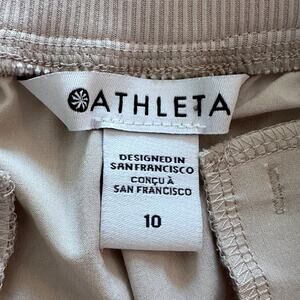 ATHLETA
DESIGNED IN
SAN FRANCISCO
CONÇU À
SAN FRANCISCO
10